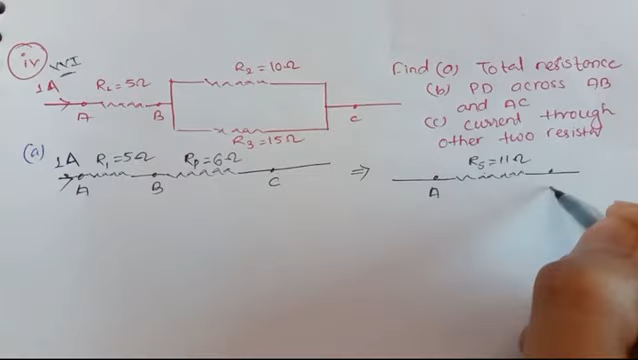 iv
VVI
1A
R1=5Ω
R2=10Ω
R3=15Ω
A
B
C
Find (a) Total resistance
(b) PD across AB
and AC
(c) current through
other two resista
(a)
1A R1=5Ω Rp=6Ω
A B C
⇒
Rs=11Ω
A